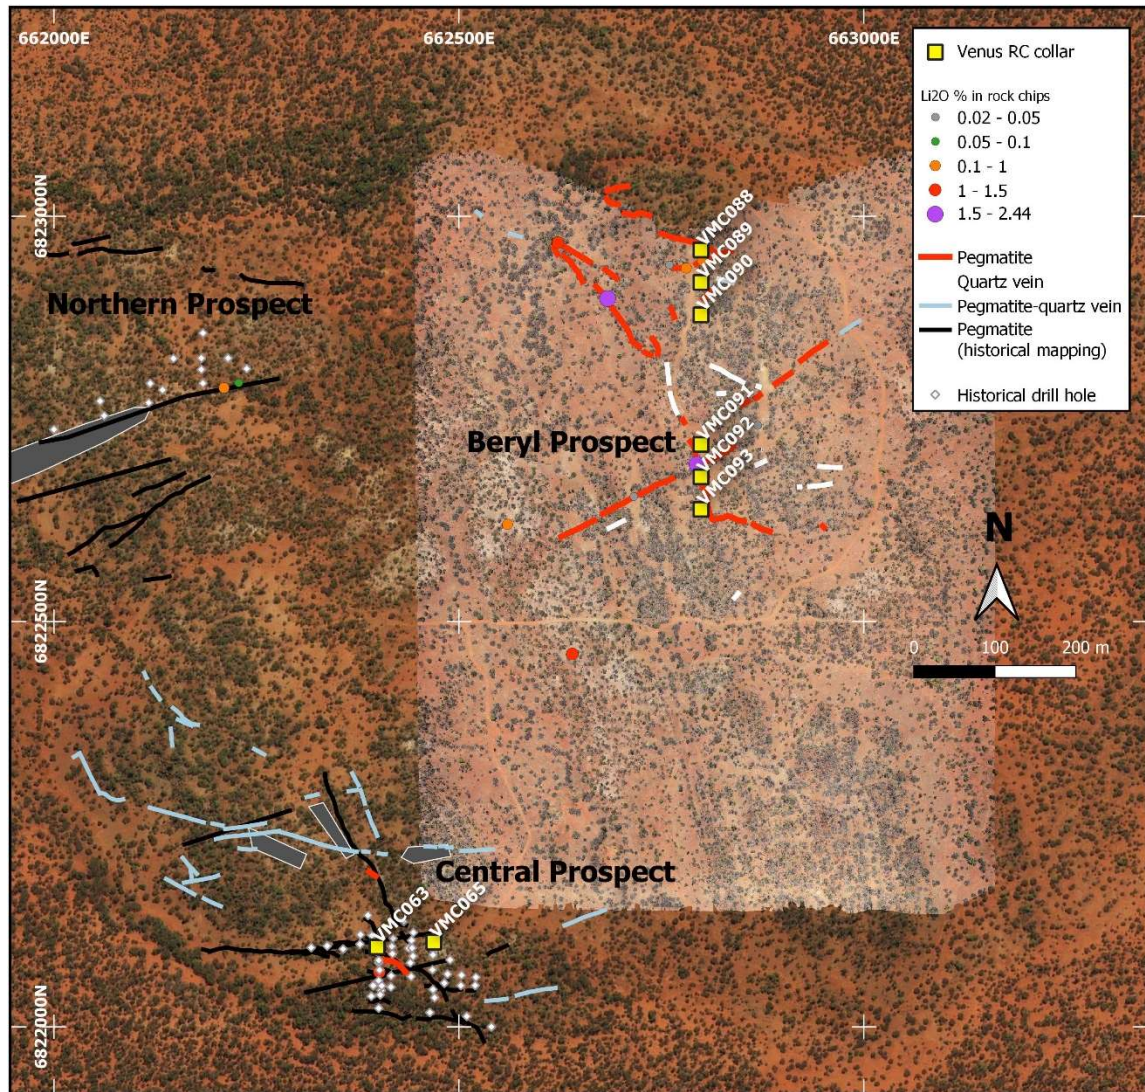 662000E
662500E
663000E
Venus RC collar
Li2O % in rock chips
0.02 - 0.05
0.05 - 0.1
0.1 - 1
1 - 1.5
1.5 - 2.44
Pegmatite
Quartz vein
Pegmatite-quartz vein
Pegmatite
(historical mapping)
Historical drill hole
6823000N
VMC088
VMC089
VMC090
Northern Prospect
Beryl Prospect
VMC091
VMC092
VMC093
N
6822500N
0 100 200 m
Central Prospect
VMC063
VMC065
6822000N